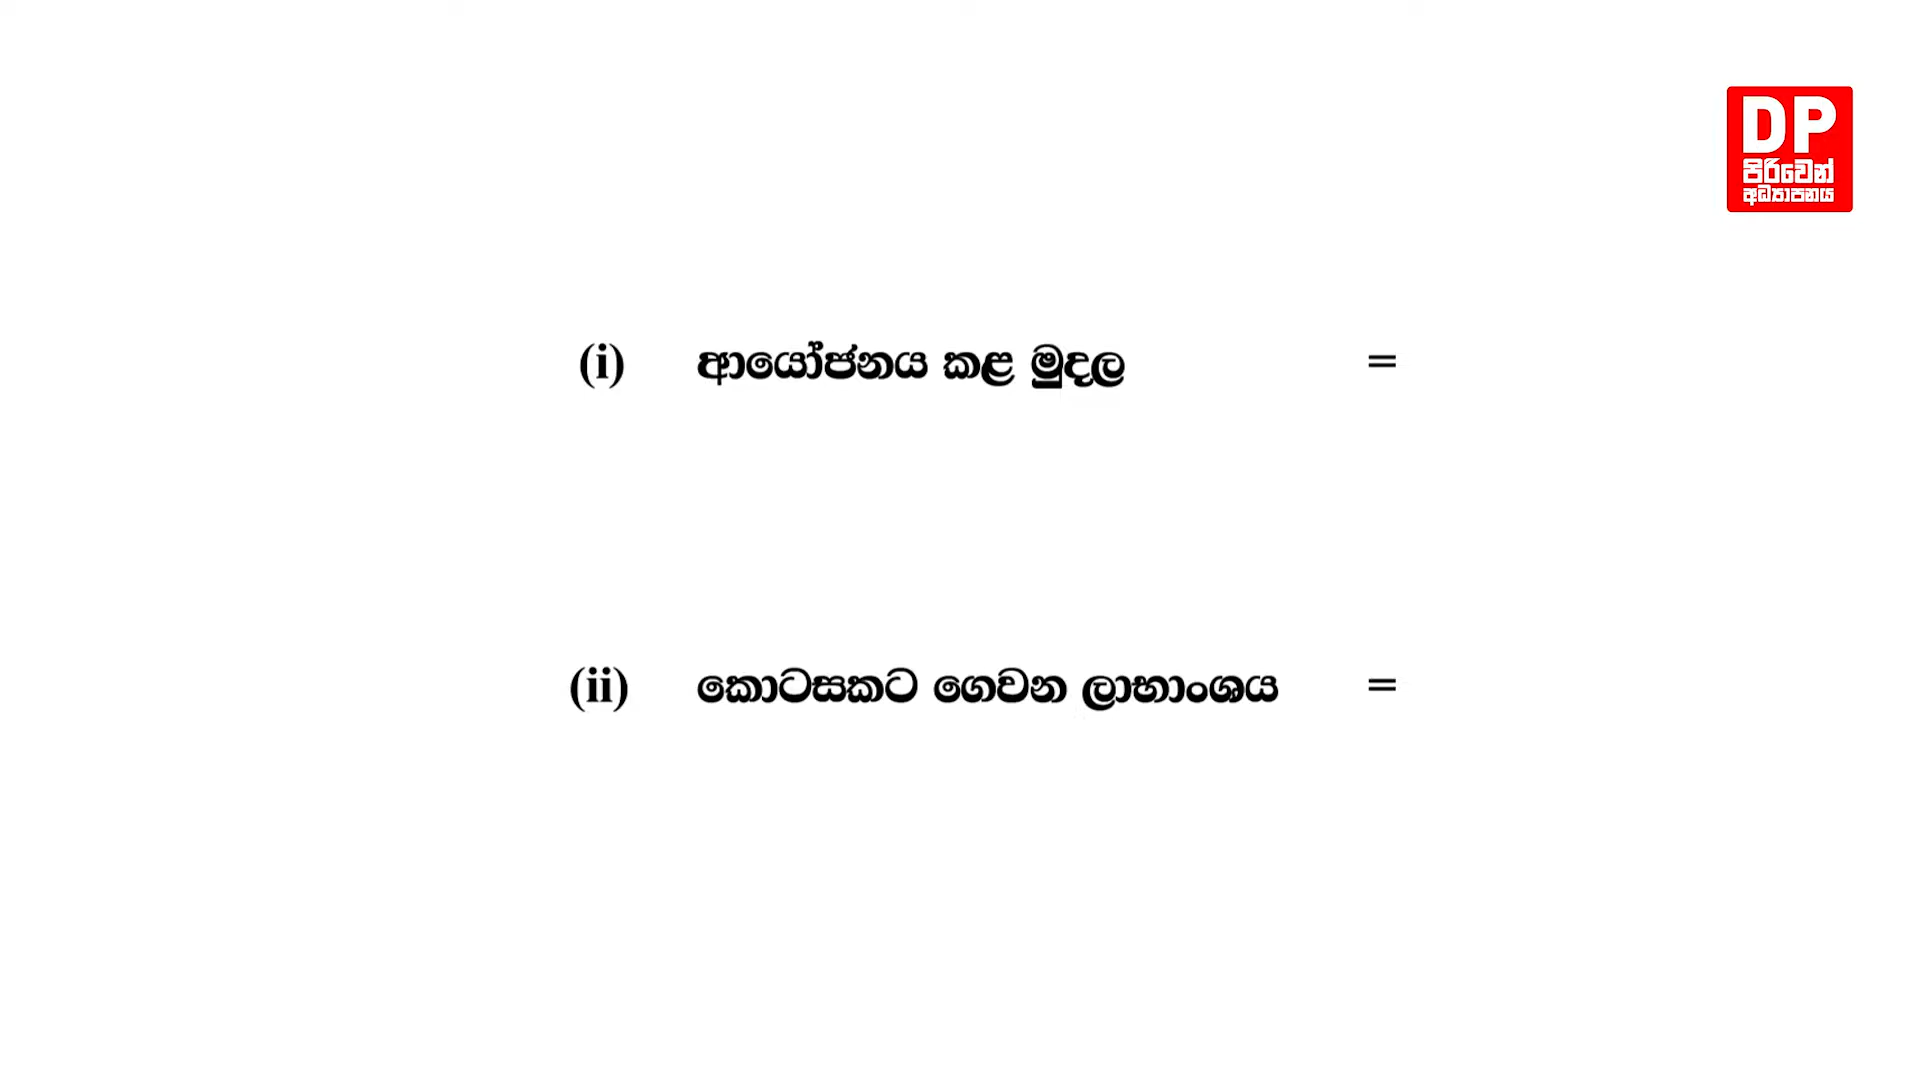 DP
පිරිවෙන්
අධ්‍යාපනය
(i) ආයෝජනය කළ මුදල =
(ii) කොටසකට ගෙවන ලාභාංශය =